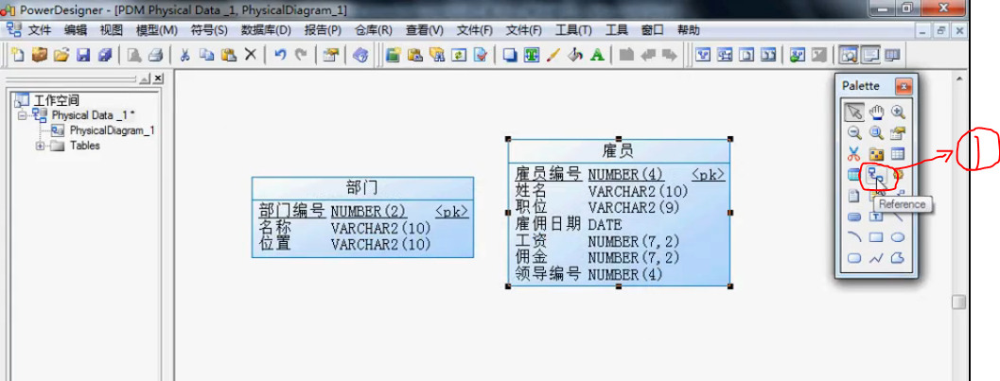 PowerDesigner - [PDM Physical Data _1, PhysicalDiagram_1]
文件 编辑 视图 模型(M) 符号(S) 数据库(D) 报告(P) 仓库(R) 查看(V) 文件(F) 文件(F) 工具(T) 工具 窗口 帮助
工作空间
Physical Data _1 *
PhysicalDiagram_1
Tables
部门
部门编号 NUMBER(2) <pk>
名称 VARCHAR2(10)
位置 VARCHAR2(10)
雇员
雇员编号 NUMBER(4) <pk>
姓名 VARCHAR2(10)
职位 VARCHAR2(9)
雇佣日期 DATE
工资 NUMBER(7,2)
佣金 NUMBER(7,2)
领导编号 NUMBER(4)
Palette
Reference
①